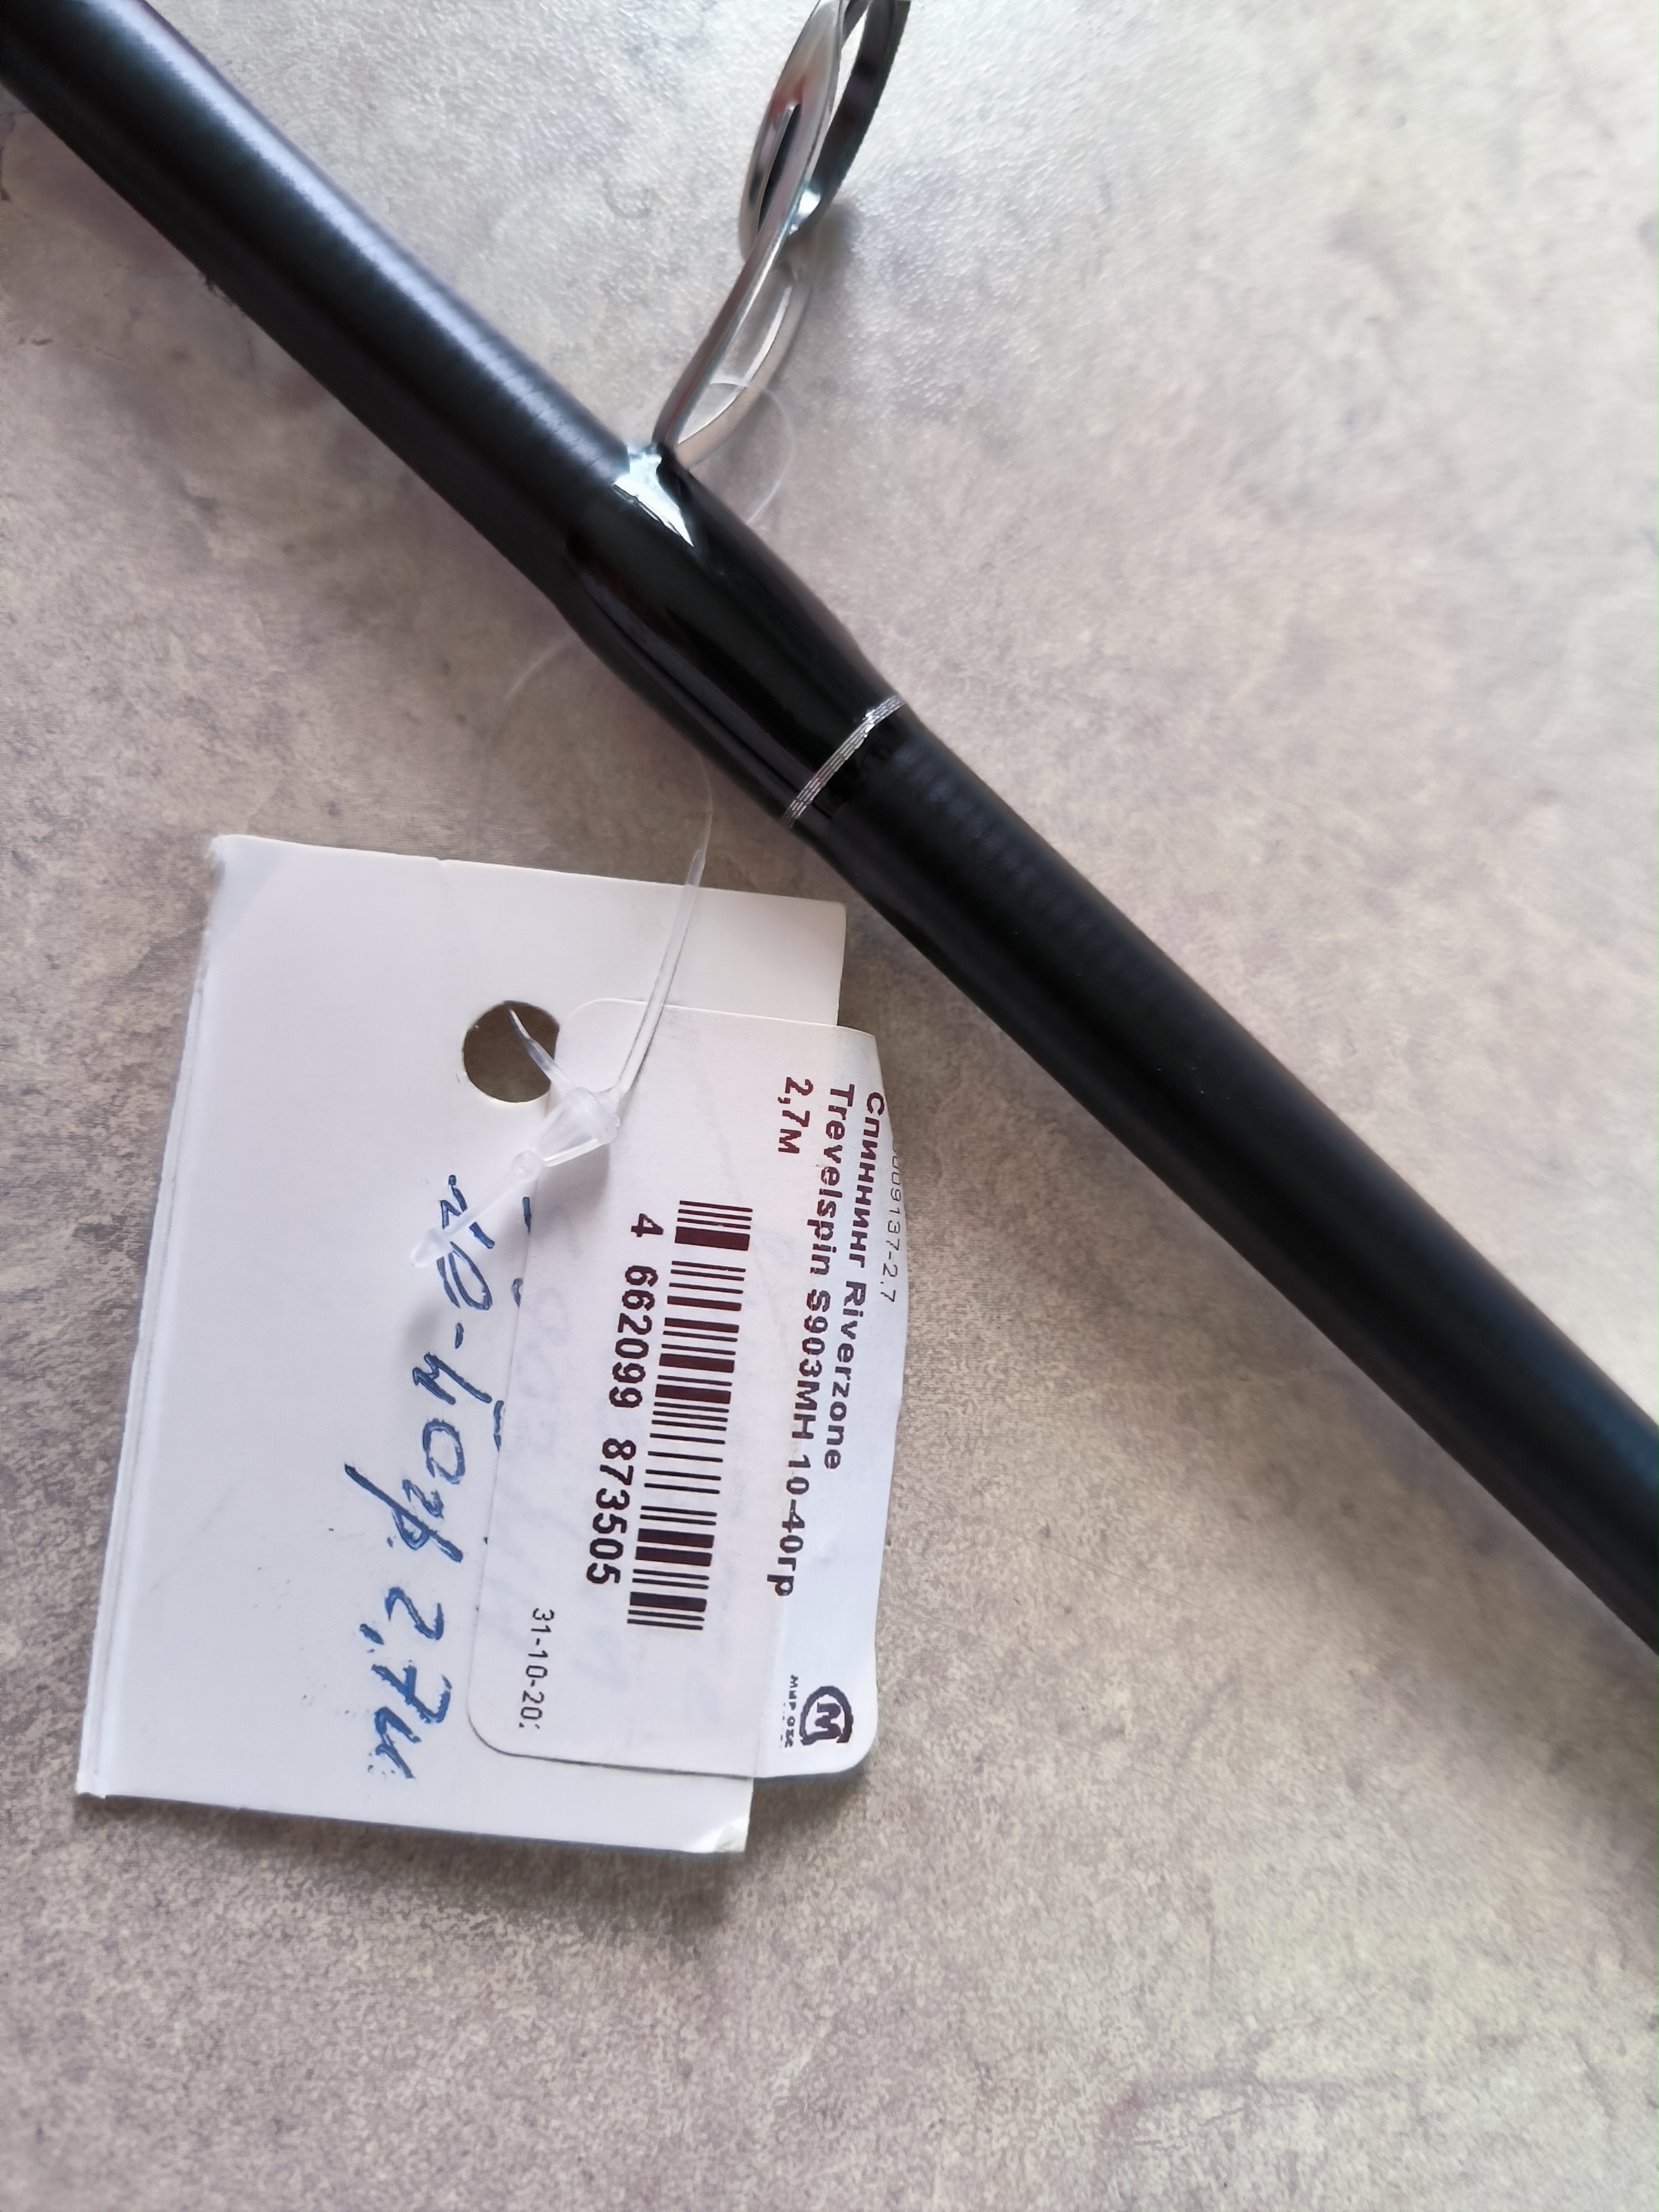 009137-2.7
Спиннинг Riverzone
Trevelspin S903MH 10-40гр
2,7м
4 662099 873505
31-10-20
10-40гр 2,7м